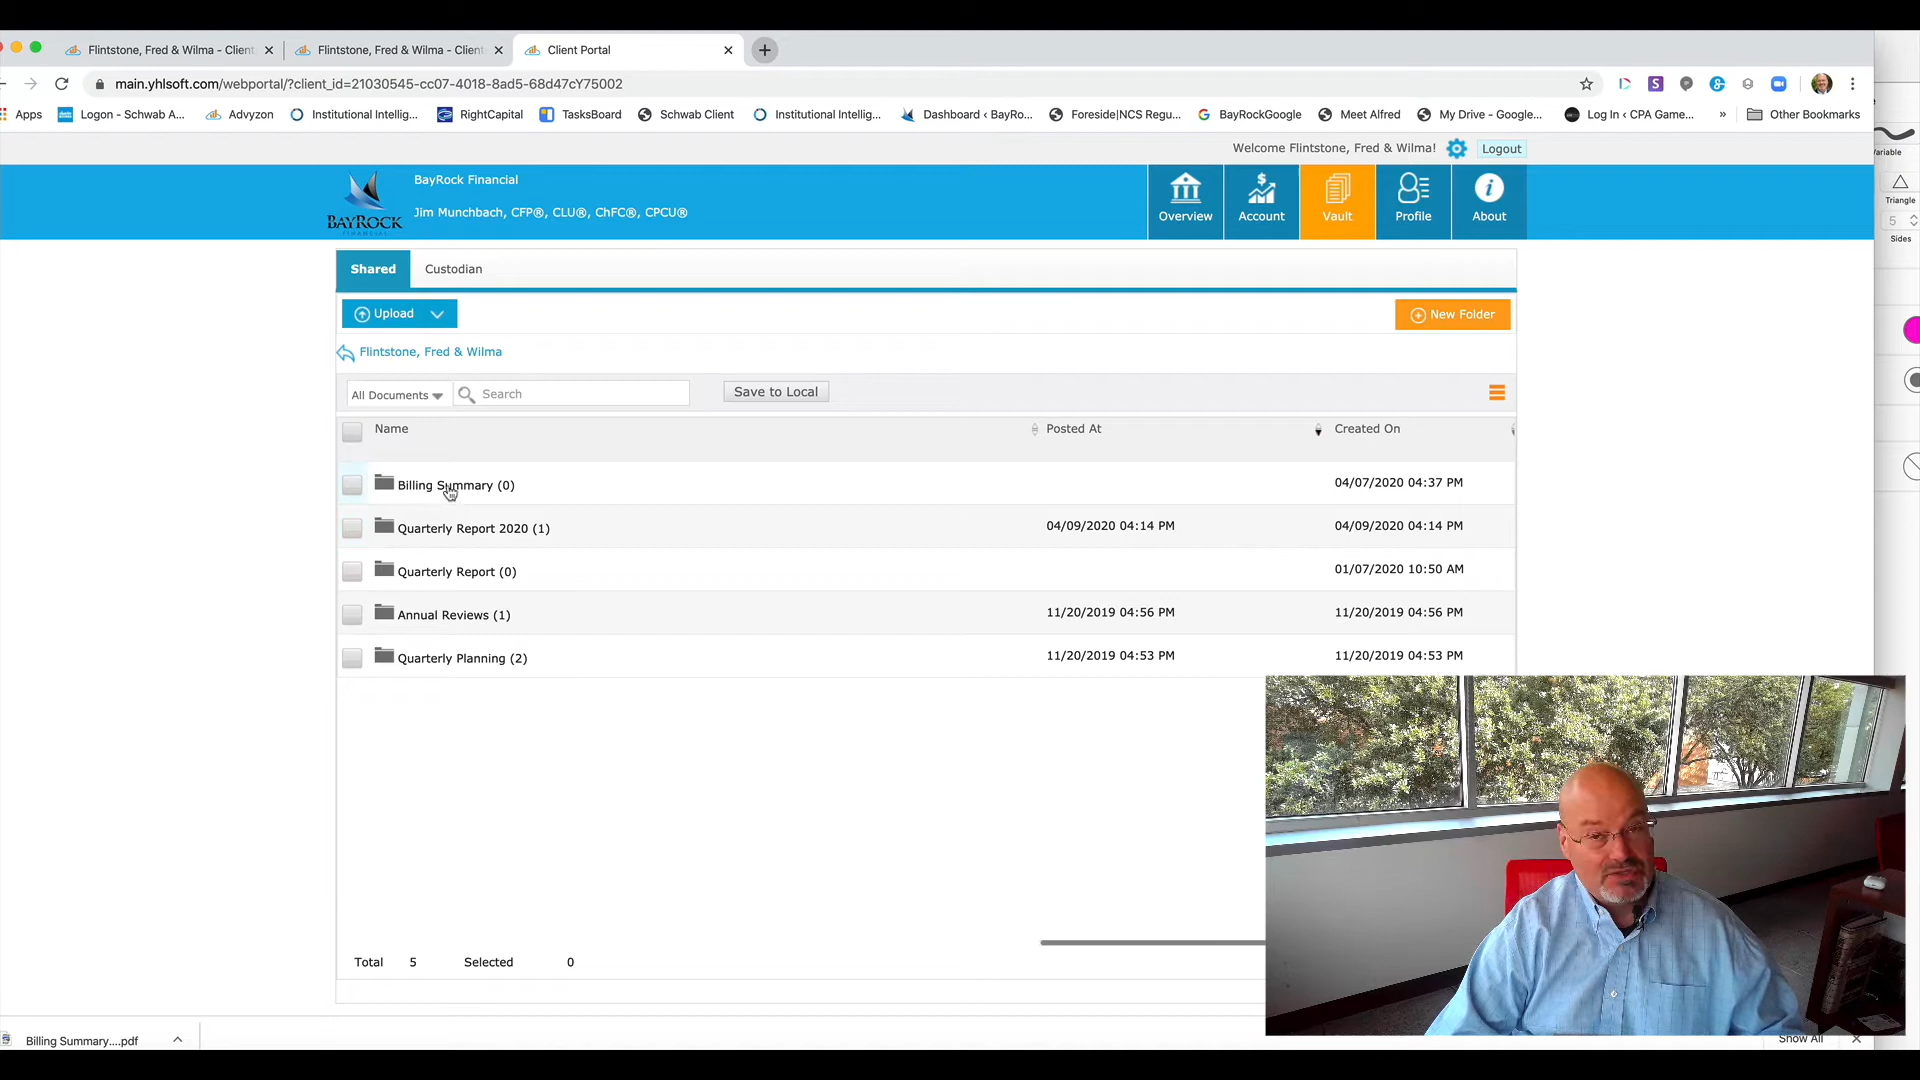 Flintstone, Fred & Wilma - Client
Flintstone, Fred & Wilma - Client
Client Portal
main.yhlsoft.com/webportal/?client_id=21030545-cc07-4018-8ad5-68d47cY75002
Apps
Logon - Schwab A...
Advyzon
Institutional Intellig...
RightCapital
TasksBoard
Schwab Client
Institutional Intellig...
Dashboard ‹ BayRo...
Foreside|NCS Regu...
BayRockGoogle
Meet Alfred
My Drive - Google...
Log In ‹ CPA Game...
»
Other Bookmarks
Variable
Triangle
5
Sides
Welcome Flintstone, Fred & Wilma!
Logout
BAYROCK
FINANCIAL
BayRock Financial
Jim Munchbach, CFP®, CLU®, ChFC®, CPCU®
Overview
Account
Vault
Profile
About
Shared
Custodian
Upload
New Folder
Flintstone, Fred & Wilma
All Documents
Search
Save to Local
Name
Posted At
Created On
Billing Summary (0)
04/07/2020 04:37 PM
Quarterly Report 2020 (1)
04/09/2020 04:14 PM
04/09/2020 04:14 PM
Quarterly Report (0)
01/07/2020 10:50 AM
Annual Reviews (1)
11/20/2019 04:56 PM
11/20/2019 04:56 PM
Quarterly Planning (2)
11/20/2019 04:53 PM
11/20/2019 04:53 PM
Total 5 Selected 0
Billing Summary....pdf
Show All